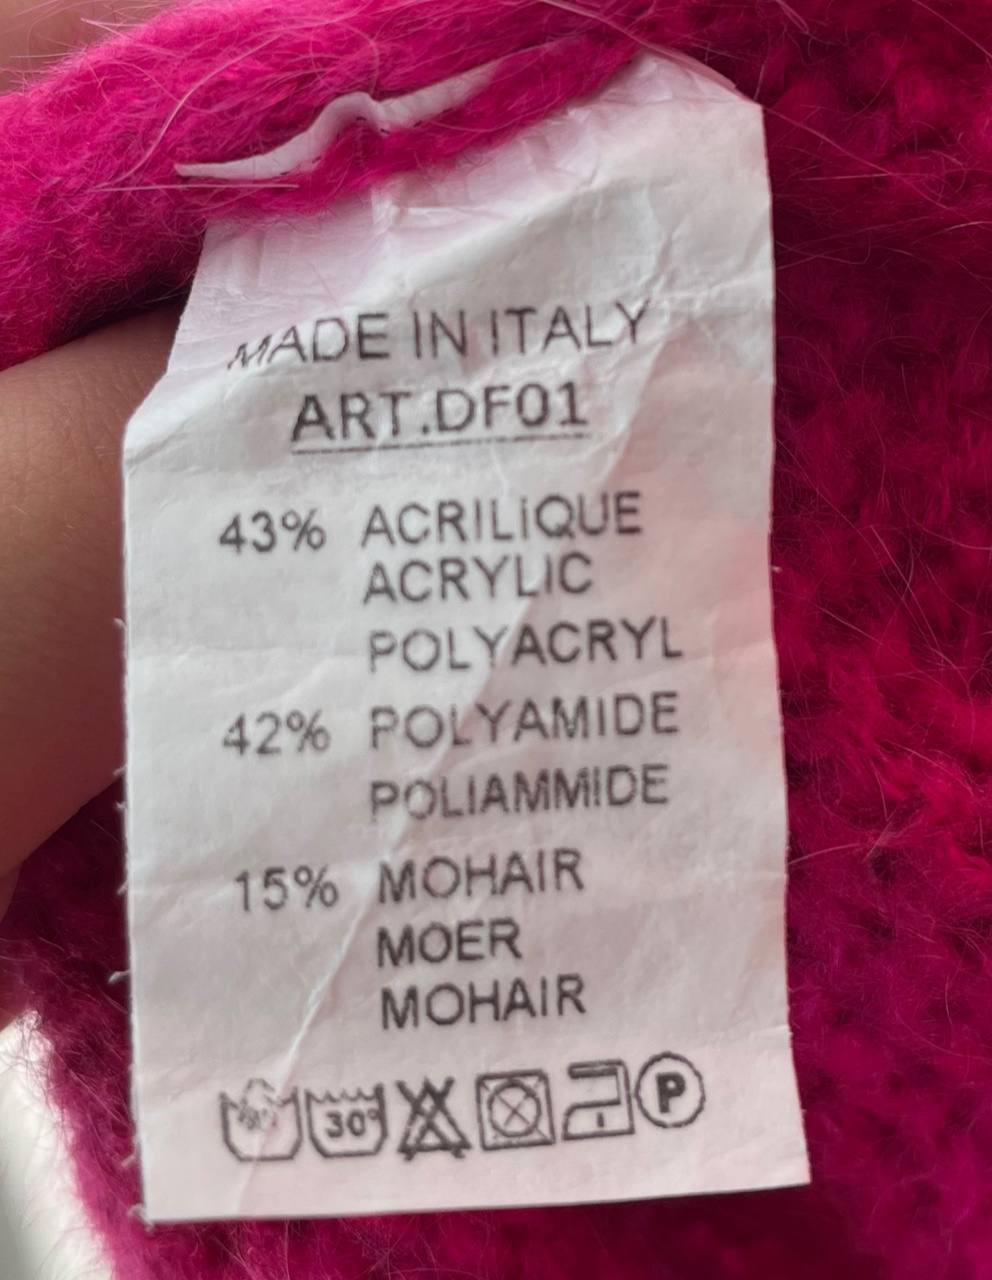 MADE IN ITALY
ART.DF01
43% ACRILiQUE
ACRYLIC
POLYACRYL
42% POLYAMIDE
POLIAMMIDE
15% MOHAIR
MOER
MOHAIR
30° P